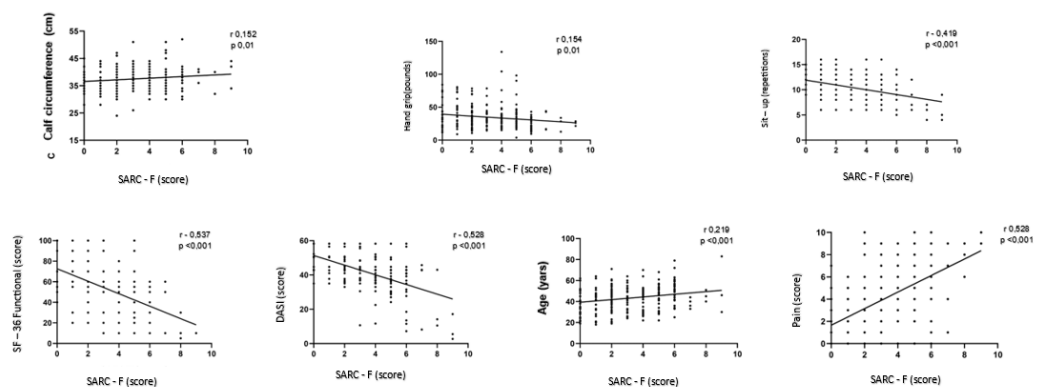 Calf circumference (cm)
55
45
35
25
15
0 2 4 6 8 10
r 0,152
p 0.01
c
SARC - F (score)
Hand grip(pounds)
150
100
50
0
0 2 4 6 8 10
r 0,154
p 0,01
SARC - F (score)
Sit – up (repetitions)
20
15
10
5
0
0 2 4 6 8 10
r - 0,419
p <0,001
SARC - F (score)
SF – 36 Functional (score)
100
80
60
40
20
0
0 2 4 6 8 10
r - 0,537
p <0,001
SARC - F (score)
DASI (score)
60
40
20
0
0 2 4 6 8 10
r - 0,528
p <0,001
SARC - F (score)
Age (yars)
100
80
60
40
20
0
0 2 4 6 8 10
r 0,219
p <0,001
SARC - F (score)
Pain (score
10
8
6
4
2
0
0 2 4 6 8 10
r 0,528
p <0,001
SARC - F (score)